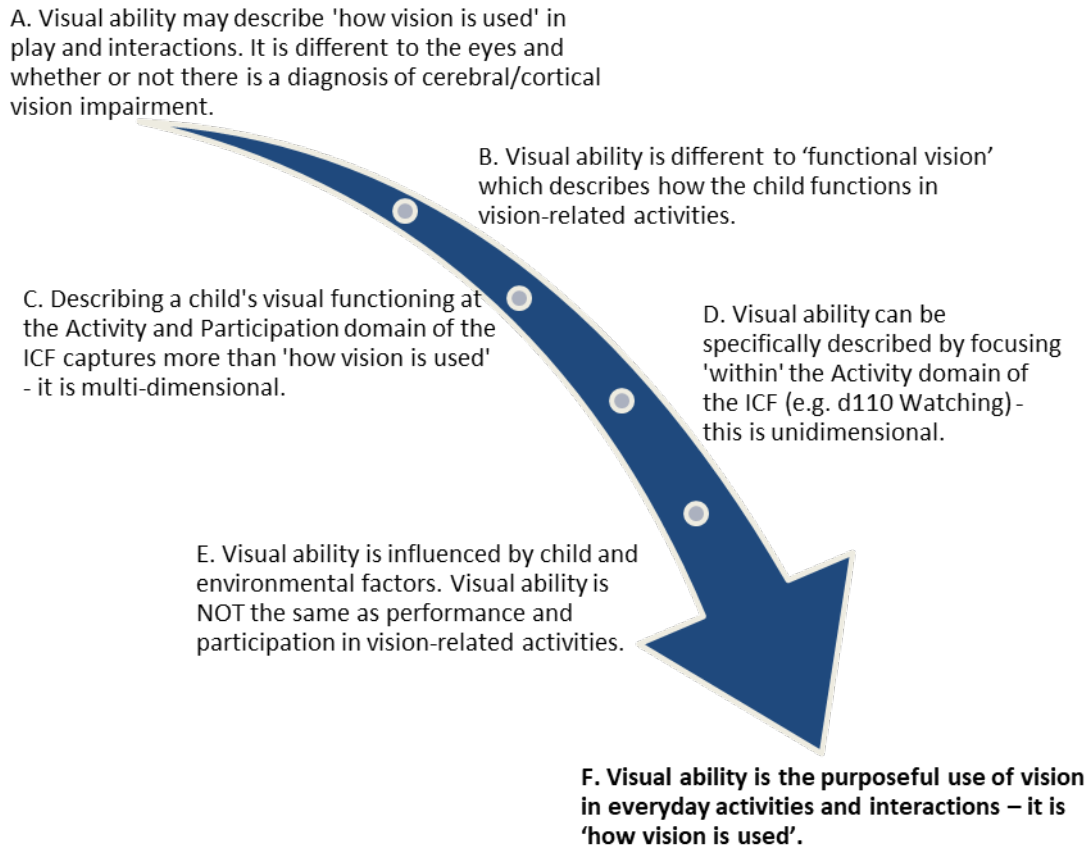 A. Visual ability may describe 'how vision is used' in
play and interactions. It is different to the eyes and
whether or not there is a diagnosis of cerebral/cortical
vision impairment.
B. Visual ability is different to ‘functional vision’
which describes how the child functions in
vision-related activities.
C. Describing a child's visual functioning at
the Activity and Participation domain of the
ICF captures more than 'how vision is used'
- it is multi-dimensional.
D. Visual ability can be
specifically described by focusing
'within' the Activity domain of
the ICF (e.g. d110 Watching) -
this is unidimensional.
E. Visual ability is influenced by child and
environmental factors. Visual ability is
NOT the same as performance and
participation in vision-related activities.
F. Visual ability is the purposeful use of vision
in everyday activities and interactions – it is
‘how vision is used’.